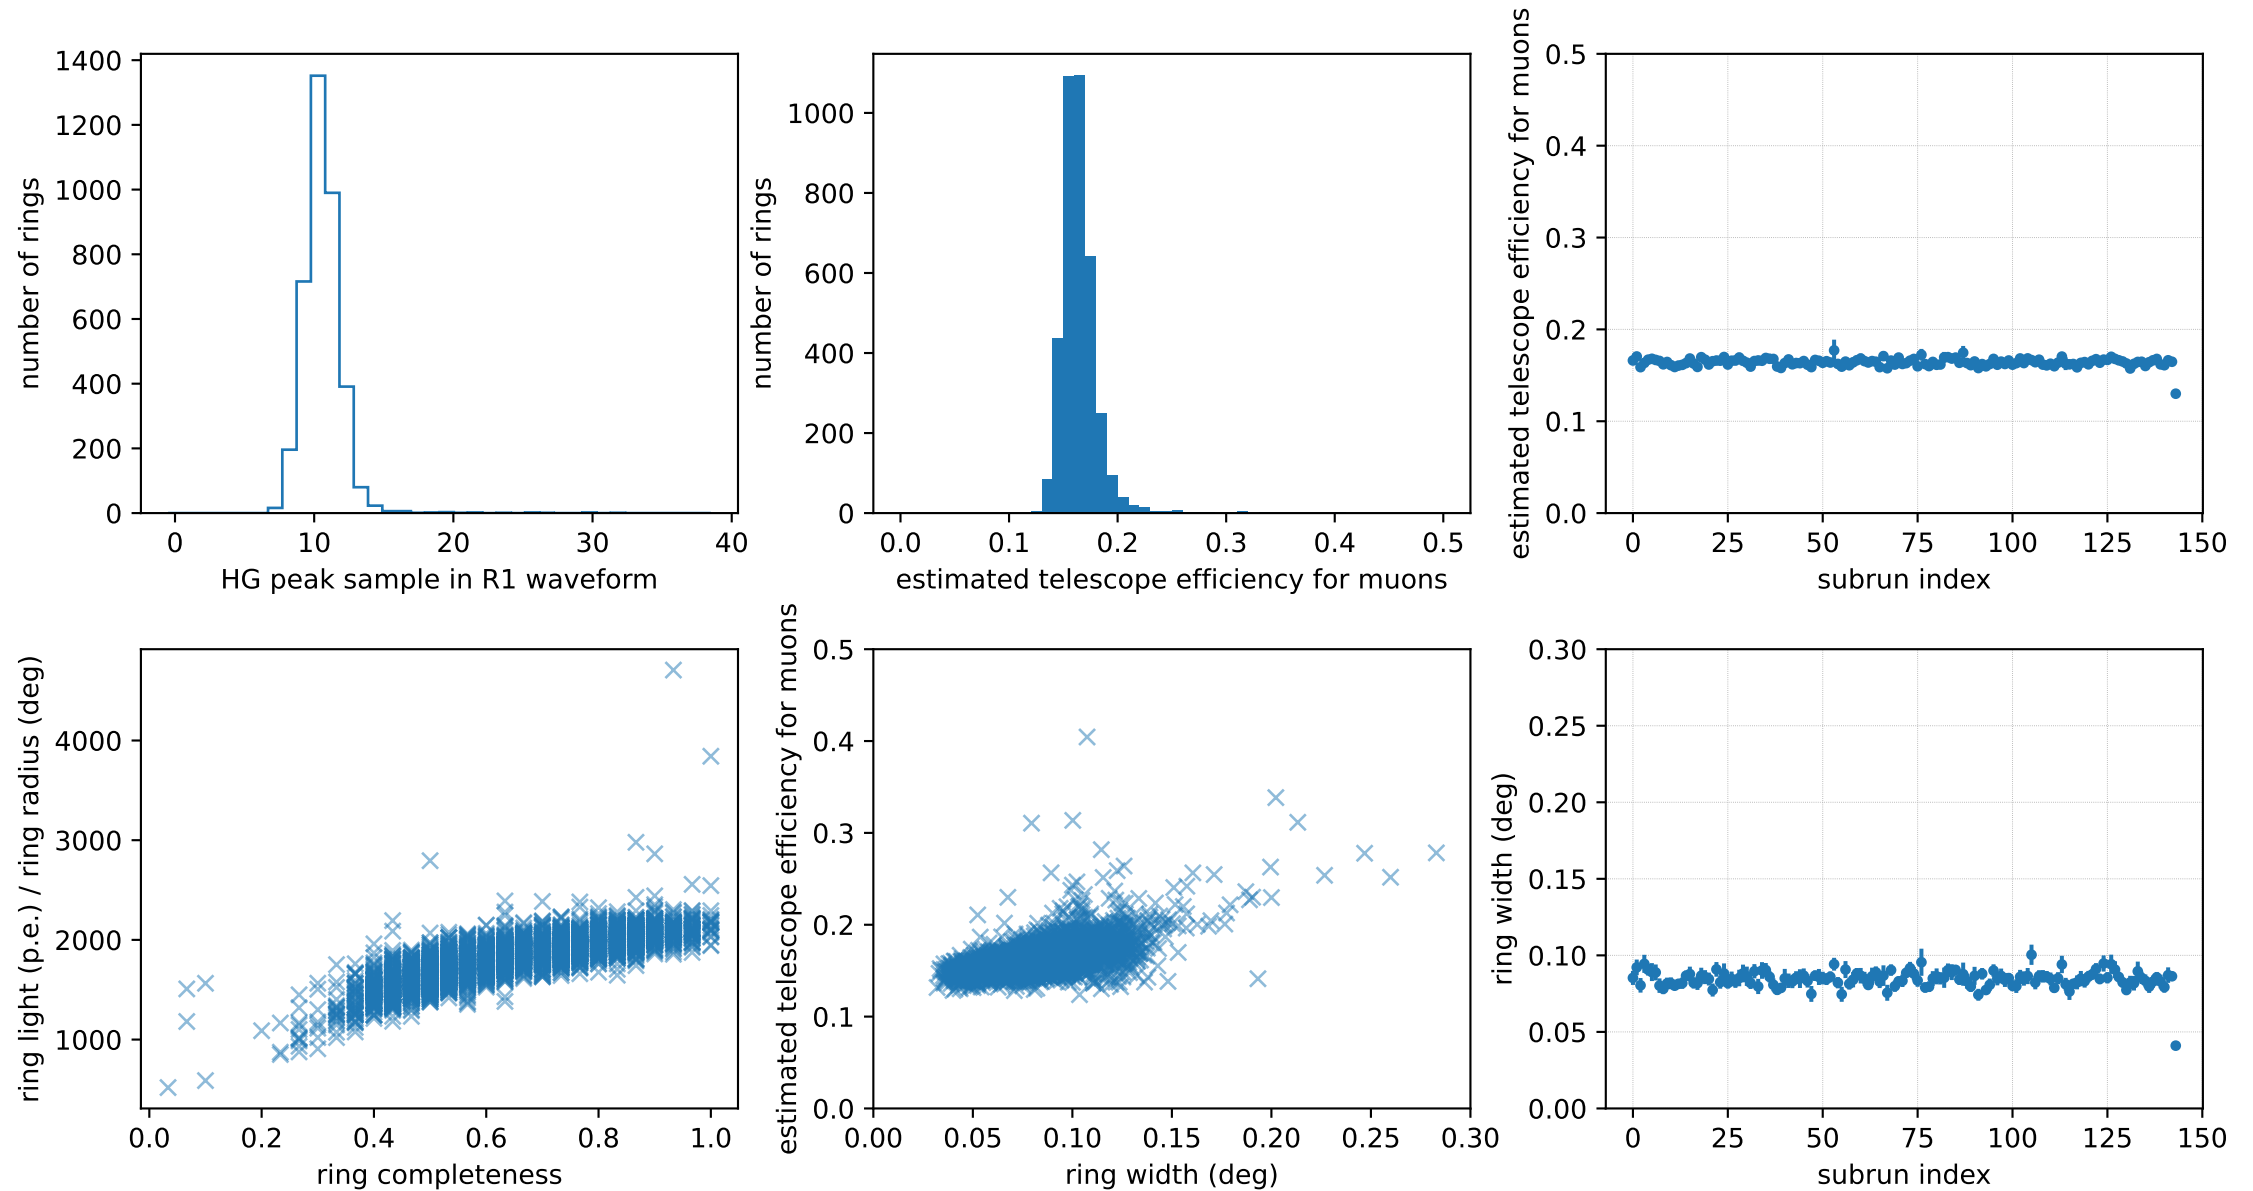 number of rings
1400
1200
1000
800
600
400
200
0
0 10 20 30 40
HG peak sample in R1 waveform
number of rings
1000
800
600
400
200
0
0.0 0.1 0.2 0.3 0.4 0.5
estimated telescope efficiency for muons
estimated telescope efficiency for muons
0.5
0.4
0.3
0.2
0.1
0.0
0 25 50 75 100 125 150
subrun index
ring light (p.e.) / ring radius (deg)
4000
3000
2000
1000
0.0 0.2 0.4 0.6 0.8 1.0
ring completeness
estimated telescope efficiency for muons
0.5
0.4
0.3
0.2
0.1
0.0
0.00 0.05 0.10 0.15 0.20 0.25 0.30
ring width (deg)
ring width (deg)
0.30
0.25
0.20
0.15
0.10
0.05
0.00
0 25 50 75 100 125 150
subrun index